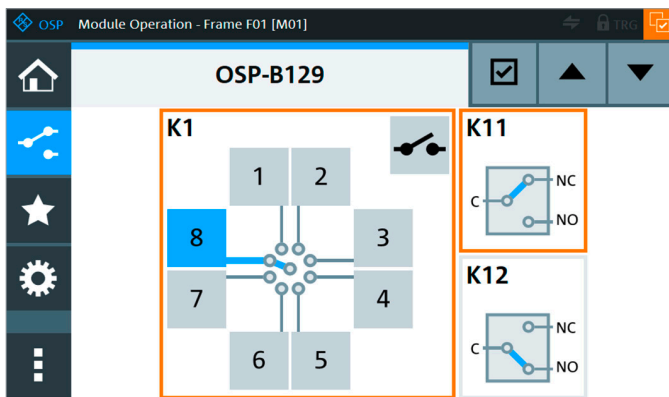 OSP Module Operation - Frame F01 [M01] TRG
OSP-B129
K1
1 2
8 3
7 4
6 5
K11
C NC
NO
K12
NC
C NO